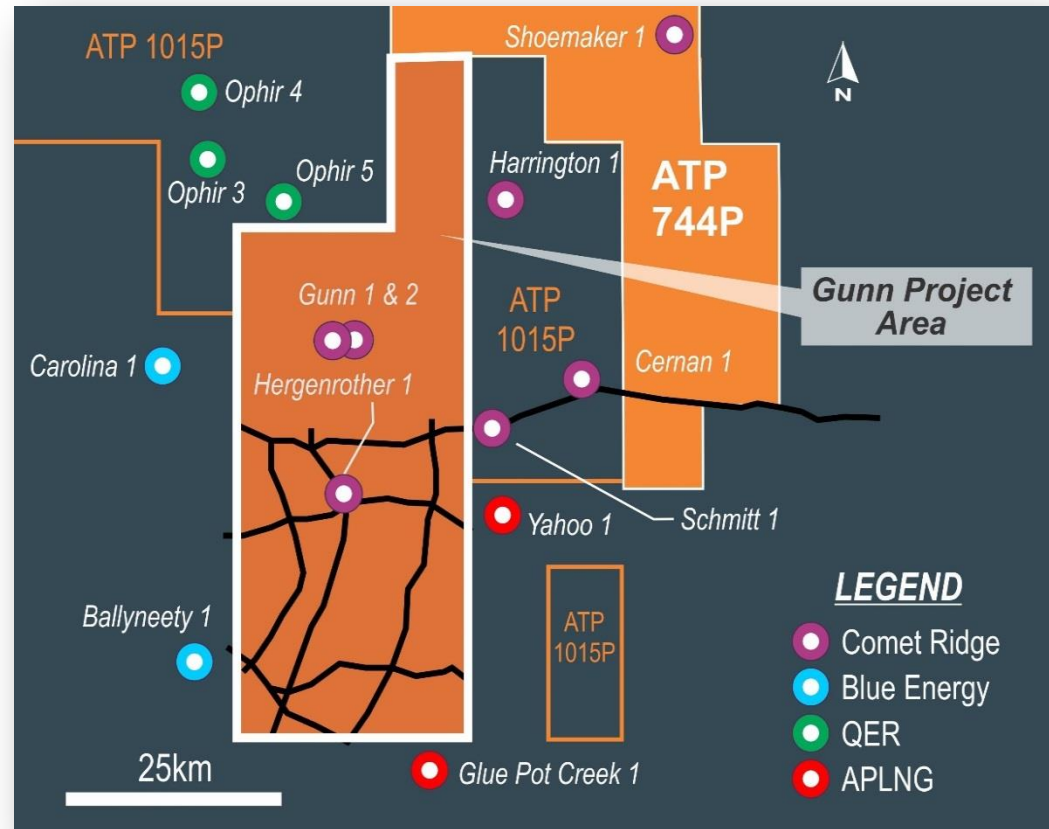 Shoemaker 1
ATP 1015P
Ophir 4
N
Ophir 3
Ophir 5
Harrington 1
ATP
744P
Gunn Project
Area
Gunn 1 & 2
ATP
1015P
Carolina 1
Hergenrother 1
Cernan 1
Yahoo 1
Schmitt 1
Ballyneety 1
ATP
1015P
LEGEND
Comet Ridge
Blue Energy
QER
APLNG
25km
Glue Pot Creek 1